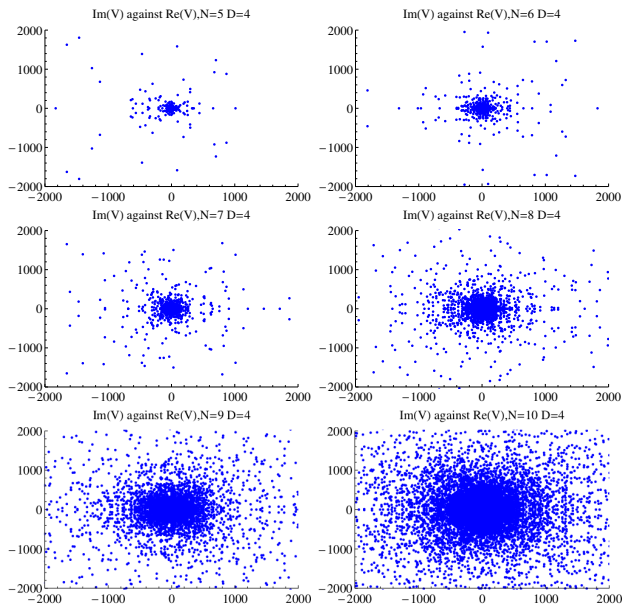 Im(V) against Re(V),N=5 D=4
2000
1000
0
−1000
−2000
−2000 −1000 0 1000 2000
Im(V) against Re(V),N=6 D=4
2000
1000
0
−1000
−2000
−2000 −1000 0 1000 2000
Im(V) against Re(V),N=7 D=4
2000
1000
0
−1000
−2000
−2000 −1000 0 1000 2000
Im(V) against Re(V),N=8 D=4
2000
1000
0
−1000
−2000
−2000 −1000 0 1000 2000
Im(V) against Re(V),N=9 D=4
2000
1000
0
−1000
−2000
−2000 −1000 0 1000 2000
Im(V) against Re(V),N=10 D=4
2000
1000
0
−1000
−2000
−2000 −1000 0 1000 2000